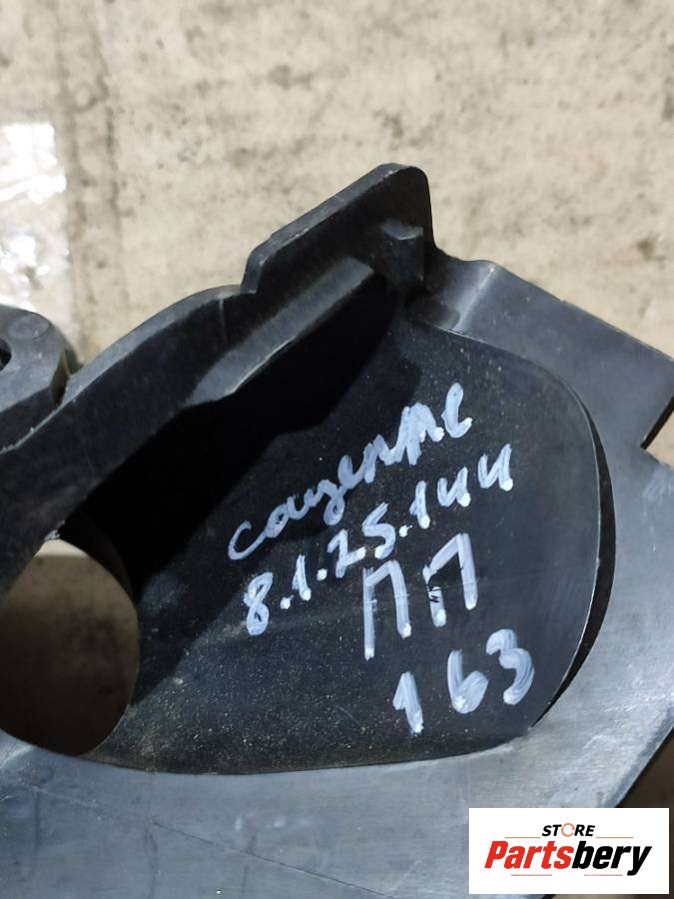 cayenne
8.1.25.144
ПП
163
STORE
Partsbery